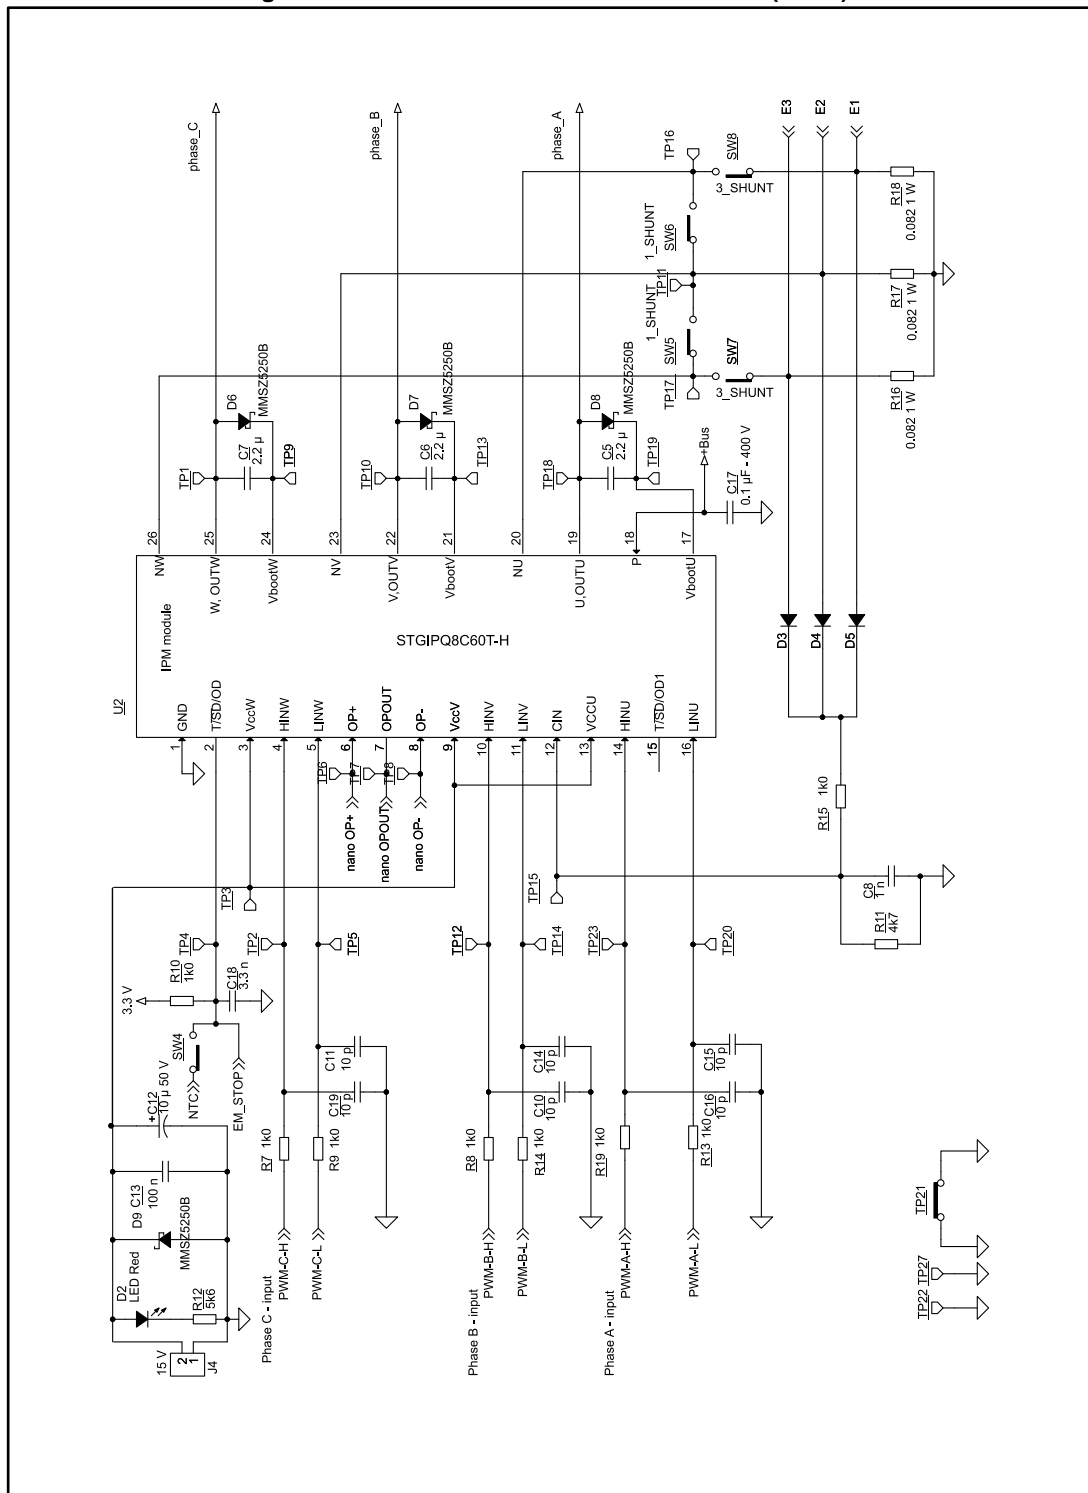 phase_C
phase_B
phase_A
E3
E2
E1
TP16
SW8
3_SHUNT
1_SHUNT
SW6
TP11
1_SHUNT
SW5
TP17
SW7
3_SHUNT
R18
0.082 1 W
R17
0.082 1 W
R16
0.082 1 W
D6
MMSZ5250B
C7
2.2 µ
TP1
TP9
D7
MMSZ5250B
C6
2.2 µ
TP10
TP13
D8
MMSZ5250B
C5
2.2 µ
TP18
TP19
+Bus
C17
0.1 µF - 400 V
26
25
24
23
22
21
20
19
18
17
NW
W, OUTW
VbootW
NV
V,OUTV
VbootV
NU
U,OUTU
P
VbootU
IPM module
STGIPQ8C60T-H
U2
GND
T/SD/OD
VccW
HINW
LINW
OP+
OPOUT
OP-
VccV
HINV
LINV
CIN
VCCU
HINU
T/SD/OD1
LINU
1
2
3
4
5
6
7
8
9
10
11
12
13
14
15
16
D3
D4
D5
TP6
TP7
TP8
nano OP+
nano OPOUT
nano OP-
R15 1k0
C8
1 n
R11
4k7
TP3
TP15
TP4
TP2
TP5
TP12
TP14
TP23
TP20
R10
1k0
C18
3.3 n
3.3 V
SW4
NTC
EM_STOP
+C12
10 µ 50 V
C13
100 n
D9
MMSZ5250B
D2
LED Red
R12
5k6
15 V
2
1
J4
C11
10 p
C19
10 p
C14
10 p
C10
10 p
C15
10 p
C16
10 p
R7 1k0
R9 1k0
R8 1k0
R14 1k0
R19 1k0
R13 1k0
Phase C - input
PWM-C-H
PWM-C-L
Phase B - input
PWM-B-H
PWM-B-L
Phase A - input
PWM-A-H
PWM-A-L
TP21
TP27
TP22